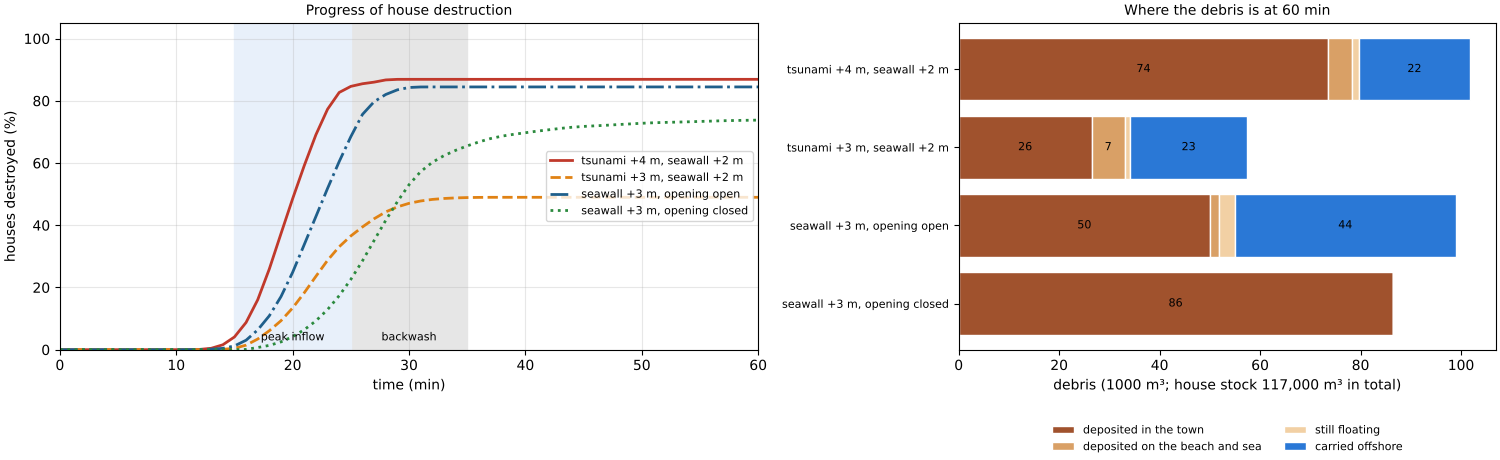 Progress of house destruction
houses destroyed (%)
100
80
60
40
20
0
tsunami +4 m, seawall +2 m
tsunami +3 m, seawall +2 m
seawall +3 m, opening open
seawall +3 m, opening closed
peak inflow
backwash
0 10 20 30 40 50 60
time (min)
Where the debris is at 60 min
tsunami +4 m, seawall +2 m
74 22
tsunami +3 m, seawall +2 m
26 7 23
seawall +3 m, opening open
50 44
seawall +3 m, opening closed
86
0 20 40 60 80 100
debris (1000 m³; house stock 117,000 m³ in total)
deposited in the town
deposited on the beach and sea
still floating
carried offshore